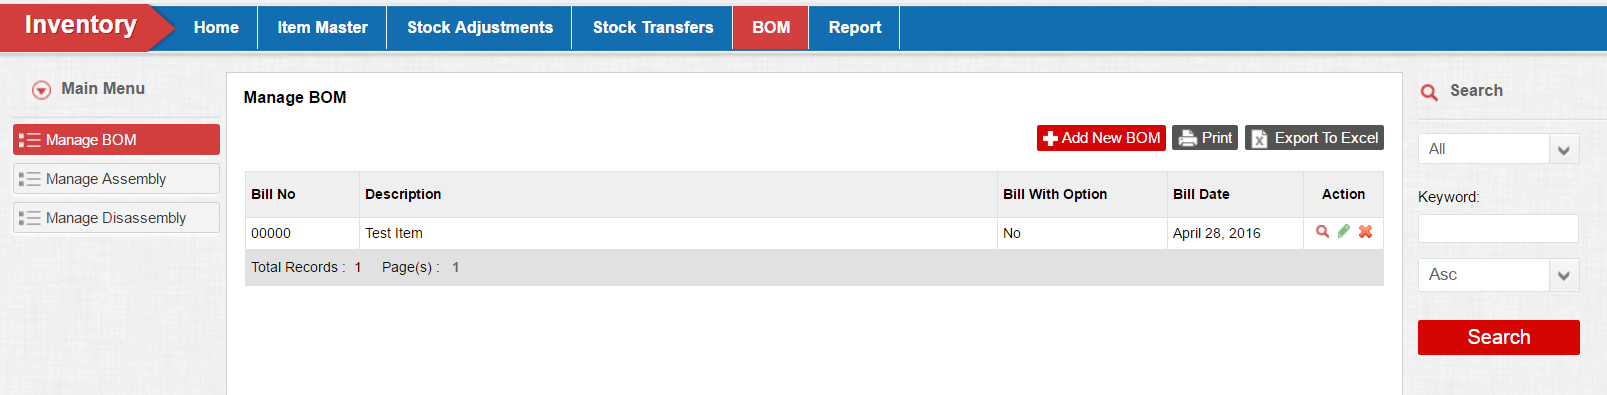 Inventory Home Item Master Stock Adjustments Stock Transfers BOM Report
Main Menu
Manage BOM
Manage Assembly
Manage Disassembly
Manage BOM
Add New BOM Print Export To Excel
Bill No Description Bill With Option Bill Date Action
00000 Test Item No April 28, 2016
Total Records : 1 Page(s) : 1
Search
All
Keyword:
Asc
Search